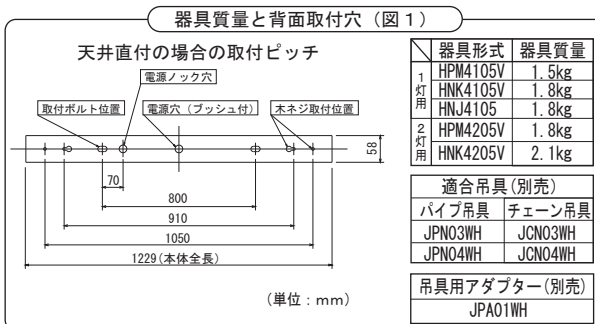 器具質量と背面取付穴（図１）
天井直付の場合の取付ピッチ
電源ノック穴
取付ボルト位置
電源穴（ブッシュ付）
木ネジ取付位置
58
70
800
910
1050
1229(本体全長)
（単位：mm）
器具形式 器具質量
1灯用
HPM4105V 1.5kg
HNK4105V 1.8kg
HNJ4105 1.8kg
2灯用
HPM4205V 1.8kg
HNK4205V 2.1kg
適合吊具(別売)
パイプ吊具 チェーン吊具
JPN03WH JCN03WH
JPN04WH JCN04WH
吊具用アダプター(別売)
JPA01WH